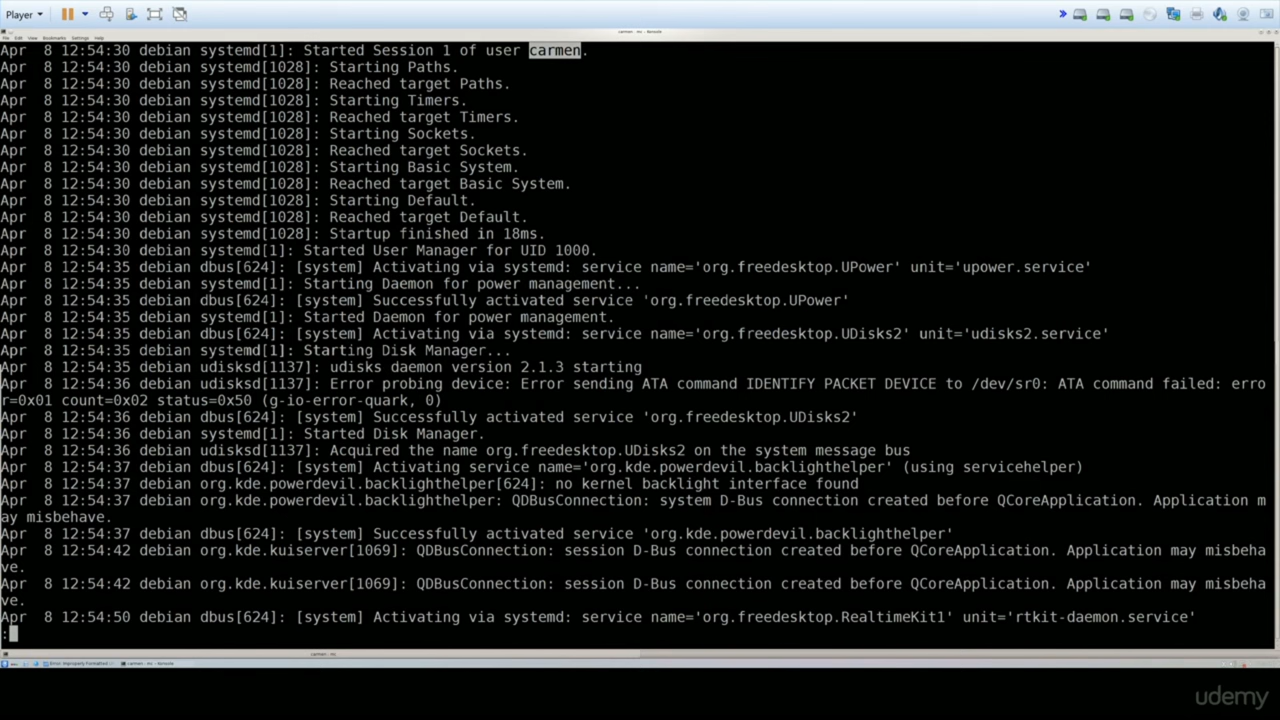 Player
carmen : mc – Konsole
File Edit View Bookmarks Settings Help
Apr  8 12:54:30 debian systemd[1]: Started Session 1 of user carmen.
Apr  8 12:54:30 debian systemd[1028]: Starting Paths.
Apr  8 12:54:30 debian systemd[1028]: Reached target Paths.
Apr  8 12:54:30 debian systemd[1028]: Starting Timers.
Apr  8 12:54:30 debian systemd[1028]: Reached target Timers.
Apr  8 12:54:30 debian systemd[1028]: Starting Sockets.
Apr  8 12:54:30 debian systemd[1028]: Reached target Sockets.
Apr  8 12:54:30 debian systemd[1028]: Starting Basic System.
Apr  8 12:54:30 debian systemd[1028]: Reached target Basic System.
Apr  8 12:54:30 debian systemd[1028]: Starting Default.
Apr  8 12:54:30 debian systemd[1028]: Reached target Default.
Apr  8 12:54:30 debian systemd[1028]: Startup finished in 18ms.
Apr  8 12:54:30 debian systemd[1]: Started User Manager for UID 1000.
Apr  8 12:54:35 debian dbus[624]: [system] Activating via systemd: service name='org.freedesktop.UPower' unit='upower.service'
Apr  8 12:54:35 debian systemd[1]: Starting Daemon for power management...
Apr  8 12:54:35 debian dbus[624]: [system] Successfully activated service 'org.freedesktop.UPower'
Apr  8 12:54:35 debian systemd[1]: Started Daemon for power management.
Apr  8 12:54:35 debian dbus[624]: [system] Activating via systemd: service name='org.freedesktop.UDisks2' unit='udisks2.service'
Apr  8 12:54:35 debian systemd[1]: Starting Disk Manager...
Apr  8 12:54:35 debian udisksd[1137]: udisks daemon version 2.1.3 starting
Apr  8 12:54:36 debian udisksd[1137]: Error probing device: Error sending ATA command IDENTIFY PACKET DEVICE to /dev/sr0: ATA command failed: erro
r=0x01 count=0x02 status=0x50 (g-io-error-quark, 0)
Apr  8 12:54:36 debian dbus[624]: [system] Successfully activated service 'org.freedesktop.UDisks2'
Apr  8 12:54:36 debian systemd[1]: Started Disk Manager.
Apr  8 12:54:36 debian udisksd[1137]: Acquired the name org.freedesktop.UDisks2 on the system message bus
Apr  8 12:54:37 debian dbus[624]: [system] Activating service name='org.kde.powerdevil.backlighthelper' (using servicehelper)
Apr  8 12:54:37 debian org.kde.powerdevil.backlighthelper[624]: no kernel backlight interface found
Apr  8 12:54:37 debian org.kde.powerdevil.backlighthelper: QDBusConnection: system D-Bus connection created before QCoreApplication. Application m
ay misbehave.
Apr  8 12:54:37 debian dbus[624]: [system] Successfully activated service 'org.kde.powerdevil.backlighthelper'
Apr  8 12:54:42 debian org.kde.kuiserver[1069]: QDBusConnection: session D-Bus connection created before QCoreApplication. Application may misbeha
ve.
Apr  8 12:54:42 debian org.kde.kuiserver[1069]: QDBusConnection: session D-Bus connection created before QCoreApplication. Application may misbeha
ve.
Apr  8 12:54:50 debian dbus[624]: [system] Activating via systemd: service name='org.freedesktop.RealtimeKit1' unit='rtkit-daemon.service'
:
carmen : mc
Error: Improperly Formatted carmen : mc – Konsole
udemy